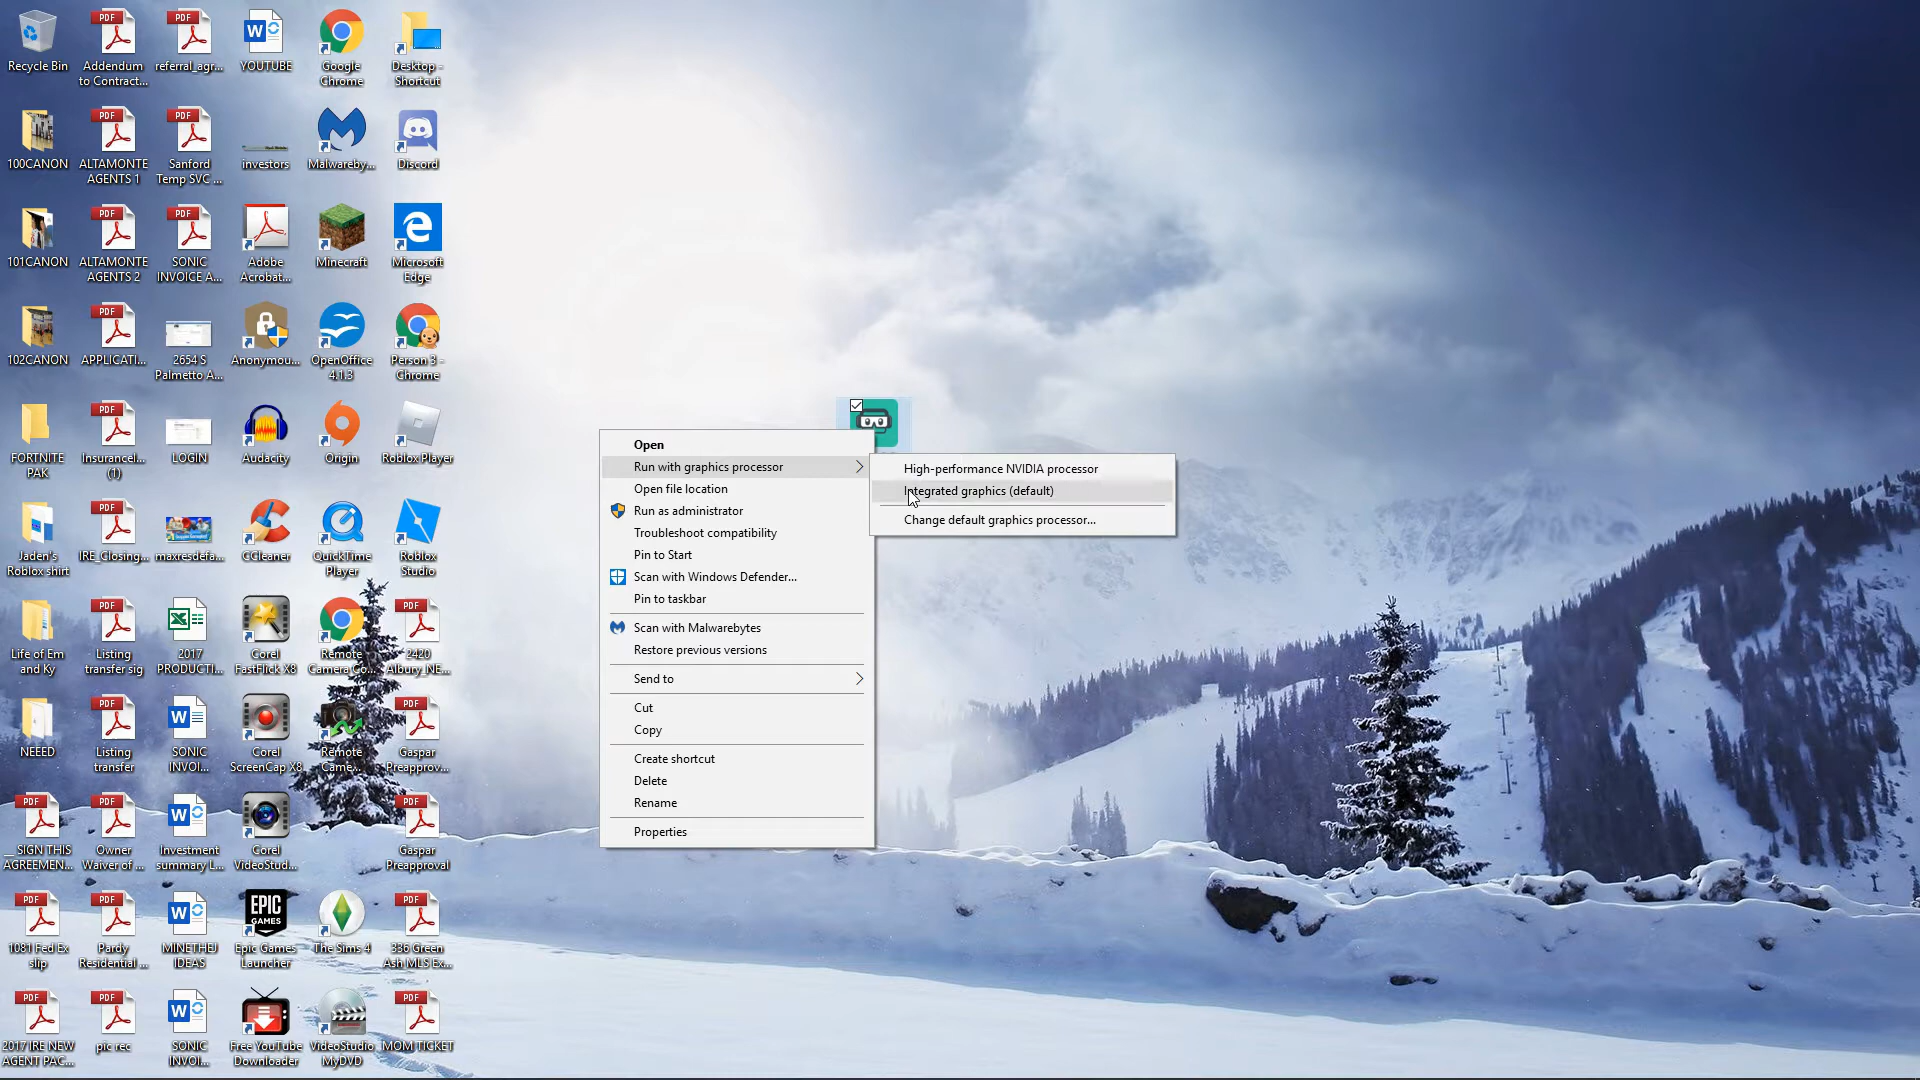 Recycle Bin
Addendum
to Contract...
referral_agr...
YOUTUBE
Google
Chrome
Desktop -
Shortcut
100CANON
ALTAMONTE
AGENTS 1
Sanford
Temp SVC ...
investors
Malwareby...
Discord
101CANON
ALTAMONTE
AGENTS 2
SONIC
INVOICE A...
Adobe
Acrobat...
Minecraft
Microsoft
Edge
102CANON
APPLICATI...
2654 S
Palmetto A...
Anonymou...
OpenOffice
4.1.3
Person 3 -
Chrome
FORTNITE
PAK
Insurancel...
(1)
LOGIN
Audacity
Origin
Roblox Player
Jaden's
Roblox shirt
IRE_Closing...
maxresdefa...
CCleaner
QuickTime
Player
Roblox
Studio
Life of Em
and Ky
Listing
transfer sig
2017
PRODUCTI...
Corel
FastFlick X8
Remote
Camera Co...
2420
Albury_NE...
NEEED
Listing
transfer
SONIC
INVOI...
Corel
ScreenCap X8
Remote
Came...
Gaspar
Preapprov...
__SIGN THIS
AGREEMEN...
Owner
Waiver of ...
Investment
summary L...
Corel
VideoStud...
Gaspar
Preapproval
1081 Fed Ex
slip
Pardy
Residential ...
MINETHEJ
IDEAS
EPIC
GAMES
Epic Games
Launcher
The Sims 4
336 Green
Ash MLS Ex...
2017 IRE NEW
AGENT PAC...
pic rec
SONIC
INVOI...
Free YouTube
Downloader
VideoStudio
MyDVD
MOM TICKET
Open
Run with graphics processor
Open file location
Run as administrator
Troubleshoot compatibility
Pin to Start
Scan with Windows Defender...
Pin to taskbar
Scan with Malwarebytes
Restore previous versions
Send to
Cut
Copy
Create shortcut
Delete
Rename
Properties
High-performance NVIDIA processor
Integrated graphics (default)
Change default graphics processor...